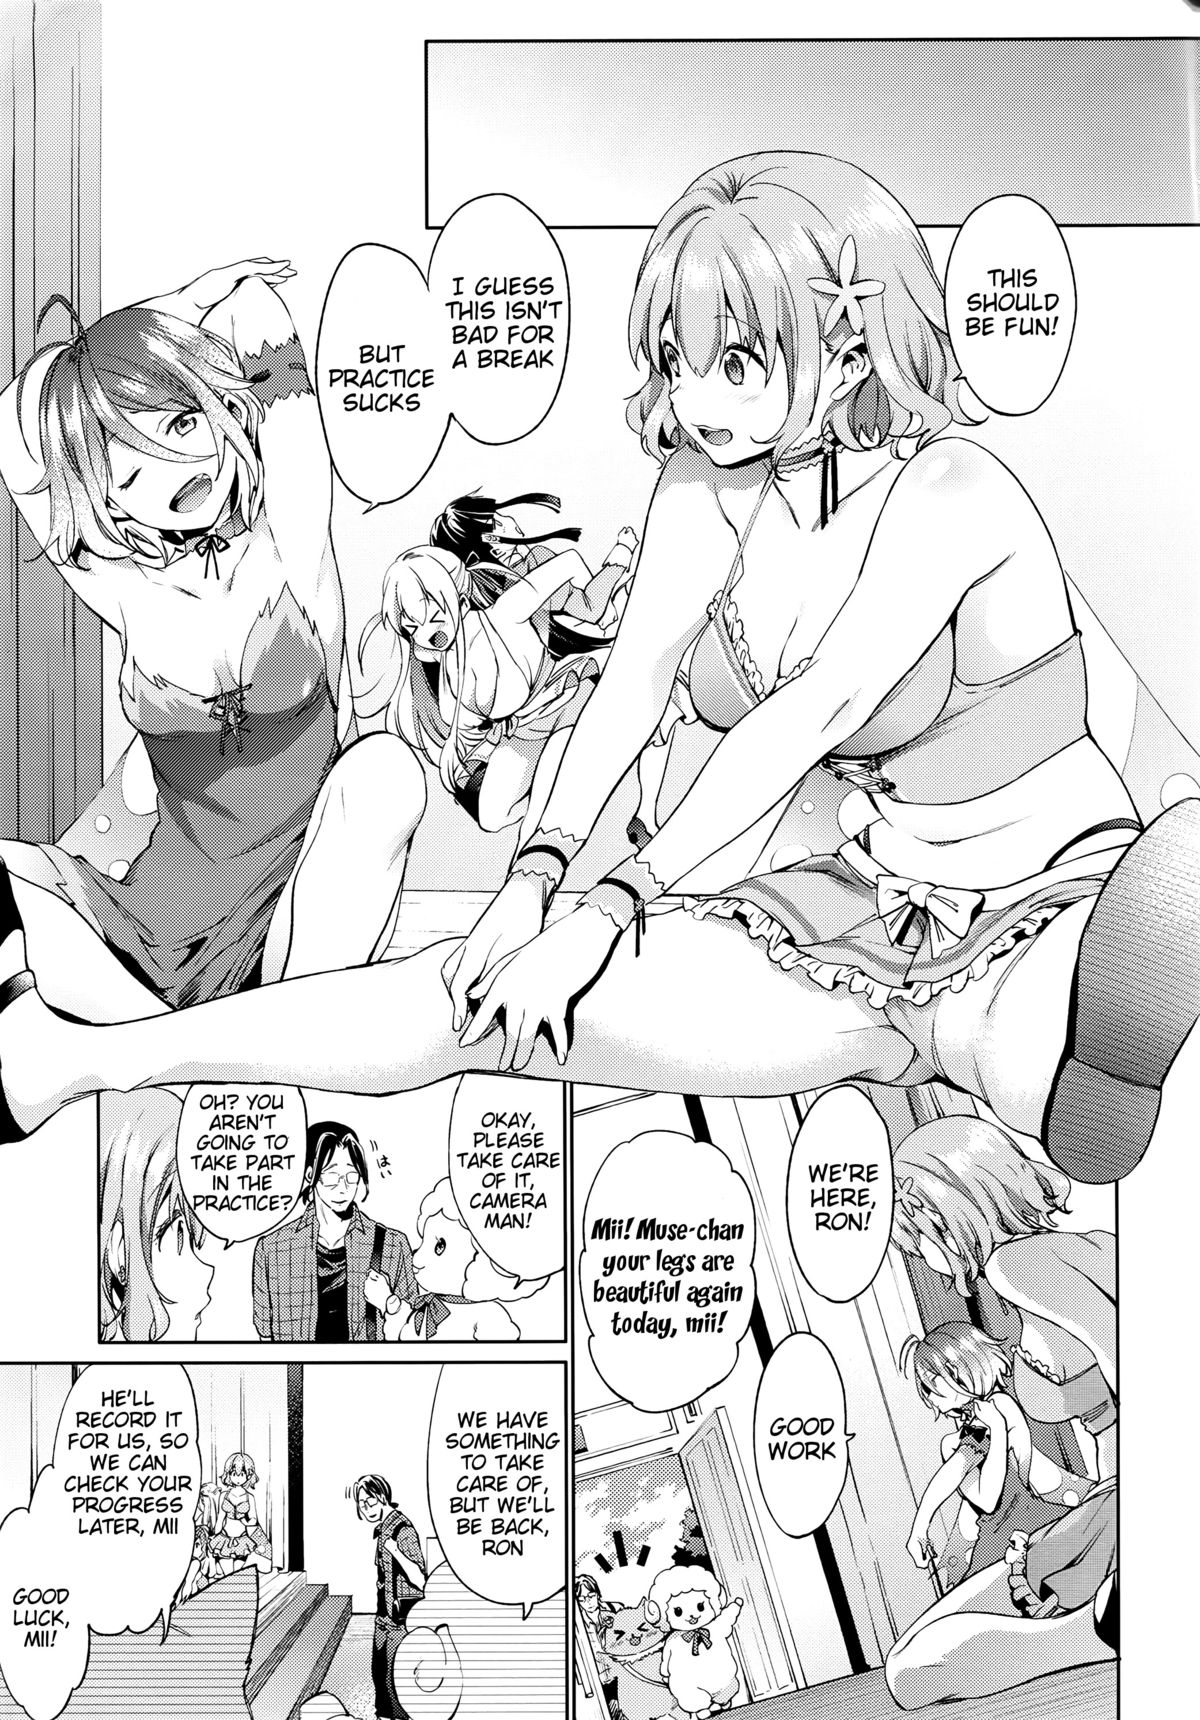 THIS
SHOULD
BE FUN!
I GUESS
THIS ISN'T
BAD FOR
A BREAK
BUT
PRACTICE
SUCKS
WE'RE
HERE,
RON!
Mii! Muse-chan
your legs are
beautiful again
today, mii!
GOOD
WORK
OKAY,
PLEASE
TAKE CARE
OF IT,
CAMERA
MAN!
はい
OH? YOU
AREN'T
GOING TO
TAKE PART
IN THE
PRACTICE?
WE HAVE
SOMETHING
TO TAKE
CARE OF,
BUT WE'LL
BE BACK,
RON
HE'LL
RECORD IT
FOR US, SO
WE CAN
CHECK YOUR
PROGRESS
LATER, MII
GOOD
LUCK,
MII!